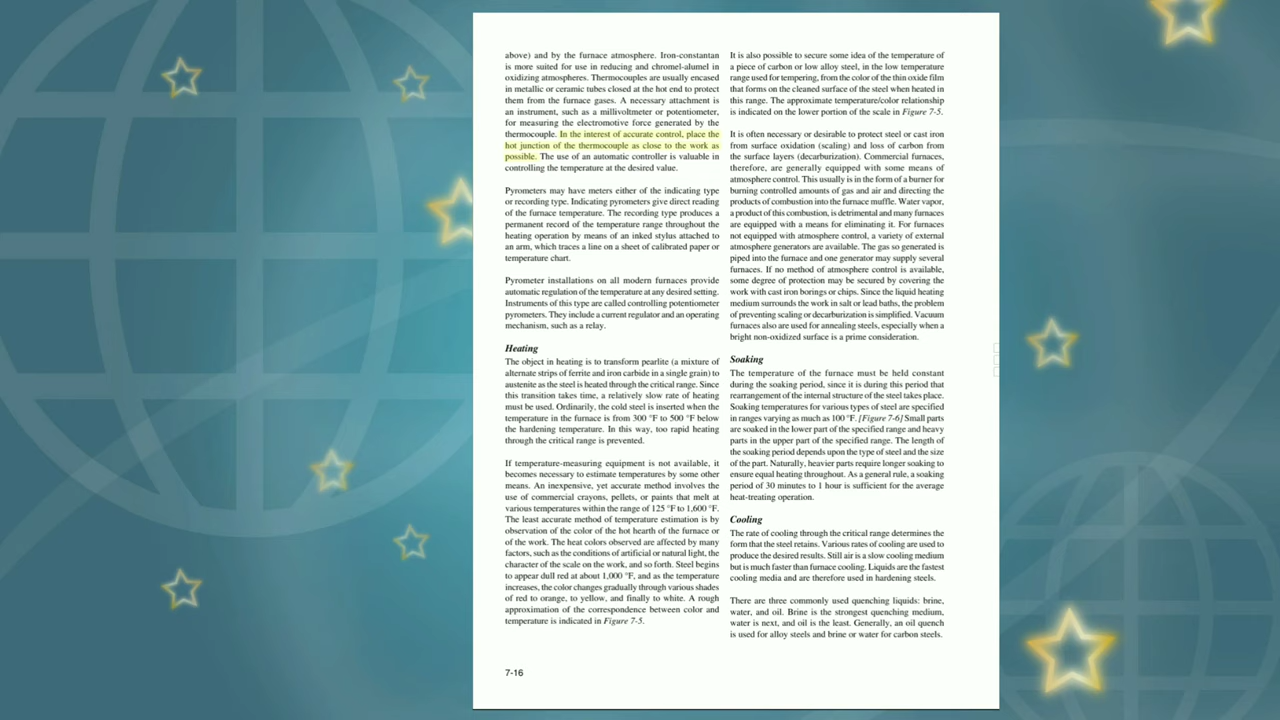 above) and by the furnace atmosphere. Iron-constantan
is more suited for use in reducing and chromel-alumel in
oxidizing atmospheres. Thermocouples are usually encased
in metallic or ceramic tubes closed at the hot end to protect
them from the furnace gases. A necessary attachment is
an instrument, such as a millivoltmeter or potentiometer,
for measuring the electromotive force generated by the
thermocouple. In the interest of accurate control, place the
hot junction of the thermocouple as close to the work as
possible. The use of an automatic controller is valuable in
controlling the temperature at the desired value.
Pyrometers may have meters either of the indicating type
or recording type. Indicating pyrometers give direct reading
of the furnace temperature. The recording type produces a
permanent record of the temperature range throughout the
heating operation by means of an inked stylus attached to
an arm, which traces a line on a sheet of calibrated paper or
temperature chart.
Pyrometer installations on all modern furnaces provide
automatic regulation of the temperature at any desired setting.
Instruments of this type are called controlling potentiometer
pyrometers. They include a current regulator and an operating
mechanism, such as a relay.
Heating
The object in heating is to transform pearlite (a mixture of
alternate strips of ferrite and iron carbide in a single grain) to
austenite as the steel is heated through the critical range. Since
this transition takes time, a relatively slow rate of heating
must be used. Ordinarily, the cold steel is inserted when the
temperature in the furnace is from 300 °F to 500 °F below
the hardening temperature. In this way, too rapid heating
through the critical range is prevented.
If temperature-measuring equipment is not available, it
becomes necessary to estimate temperatures by some other
means. An inexpensive, yet accurate method involves the
use of commercial crayons, pellets, or paints that melt at
various temperatures within the range of 125 °F to 1,600 °F.
The least accurate method of temperature estimation is by
observation of the color of the hot hearth of the furnace or
of the work. The heat colors observed are affected by many
factors, such as the conditions of artificial or natural light, the
character of the scale on the work, and so forth. Steel begins
to appear dull red at about 1,000 °F, and as the temperature
increases, the color changes gradually through various shades
of red to orange, to yellow, and finally to white. A rough
approximation of the correspondence between color and
temperature is indicated in Figure 7-5.
It is also possible to secure some idea of the temperature of
a piece of carbon or low alloy steel, in the low temperature
range used for tempering, from the color of the thin oxide film
that forms on the cleaned surface of the steel when heated in
this range. The approximate temperature/color relationship
is indicated on the lower portion of the scale in Figure 7-5.
It is often necessary or desirable to protect steel or cast iron
from surface oxidation (scaling) and loss of carbon from
the surface layers (decarburization). Commercial furnaces,
therefore, are generally equipped with some means of
atmosphere control. This usually is in the form of a burner for
burning controlled amounts of gas and air and directing the
products of combustion into the furnace muffle. Water vapor,
a product of this combustion, is detrimental and many furnaces
are equipped with a means for eliminating it. For furnaces
not equipped with atmosphere control, a variety of external
atmosphere generators are available. The gas so generated is
piped into the furnace and one generator may supply several
furnaces. If no method of atmosphere control is available,
some degree of protection may be secured by covering the
work with cast iron borings or chips. Since the liquid heating
medium surrounds the work in salt or lead baths, the problem
of preventing scaling or decarburization is simplified. Vacuum
furnaces also are used for annealing steels, especially when a
bright non-oxidized surface is a prime consideration.
Soaking
The temperature of the furnace must be held constant
during the soaking period, since it is during this period that
rearrangement of the internal structure of the steel takes place.
Soaking temperatures for various types of steel are specified
in ranges varying as much as 100 °F. [Figure 7-6] Small parts
are soaked in the lower part of the specified range and heavy
parts in the upper part of the specified range. The length of
the soaking period depends upon the type of steel and the size
of the part. Naturally, heavier parts require longer soaking to
ensure equal heating throughout. As a general rule, a soaking
period of 30 minutes to 1 hour is sufficient for the average
heat-treating operation.
Cooling
The rate of cooling through the critical range determines the
form that the steel retains. Various rates of cooling are used to
produce the desired results. Still air is a slow cooling medium
but is much faster than furnace cooling. Liquids are the fastest
cooling media and are therefore used in hardening steels.
There are three commonly used quenching liquids: brine,
water, and oil. Brine is the strongest quenching medium,
water is next, and oil is the least. Generally, an oil quench
is used for alloy steels and brine or water for carbon steels.
7-16